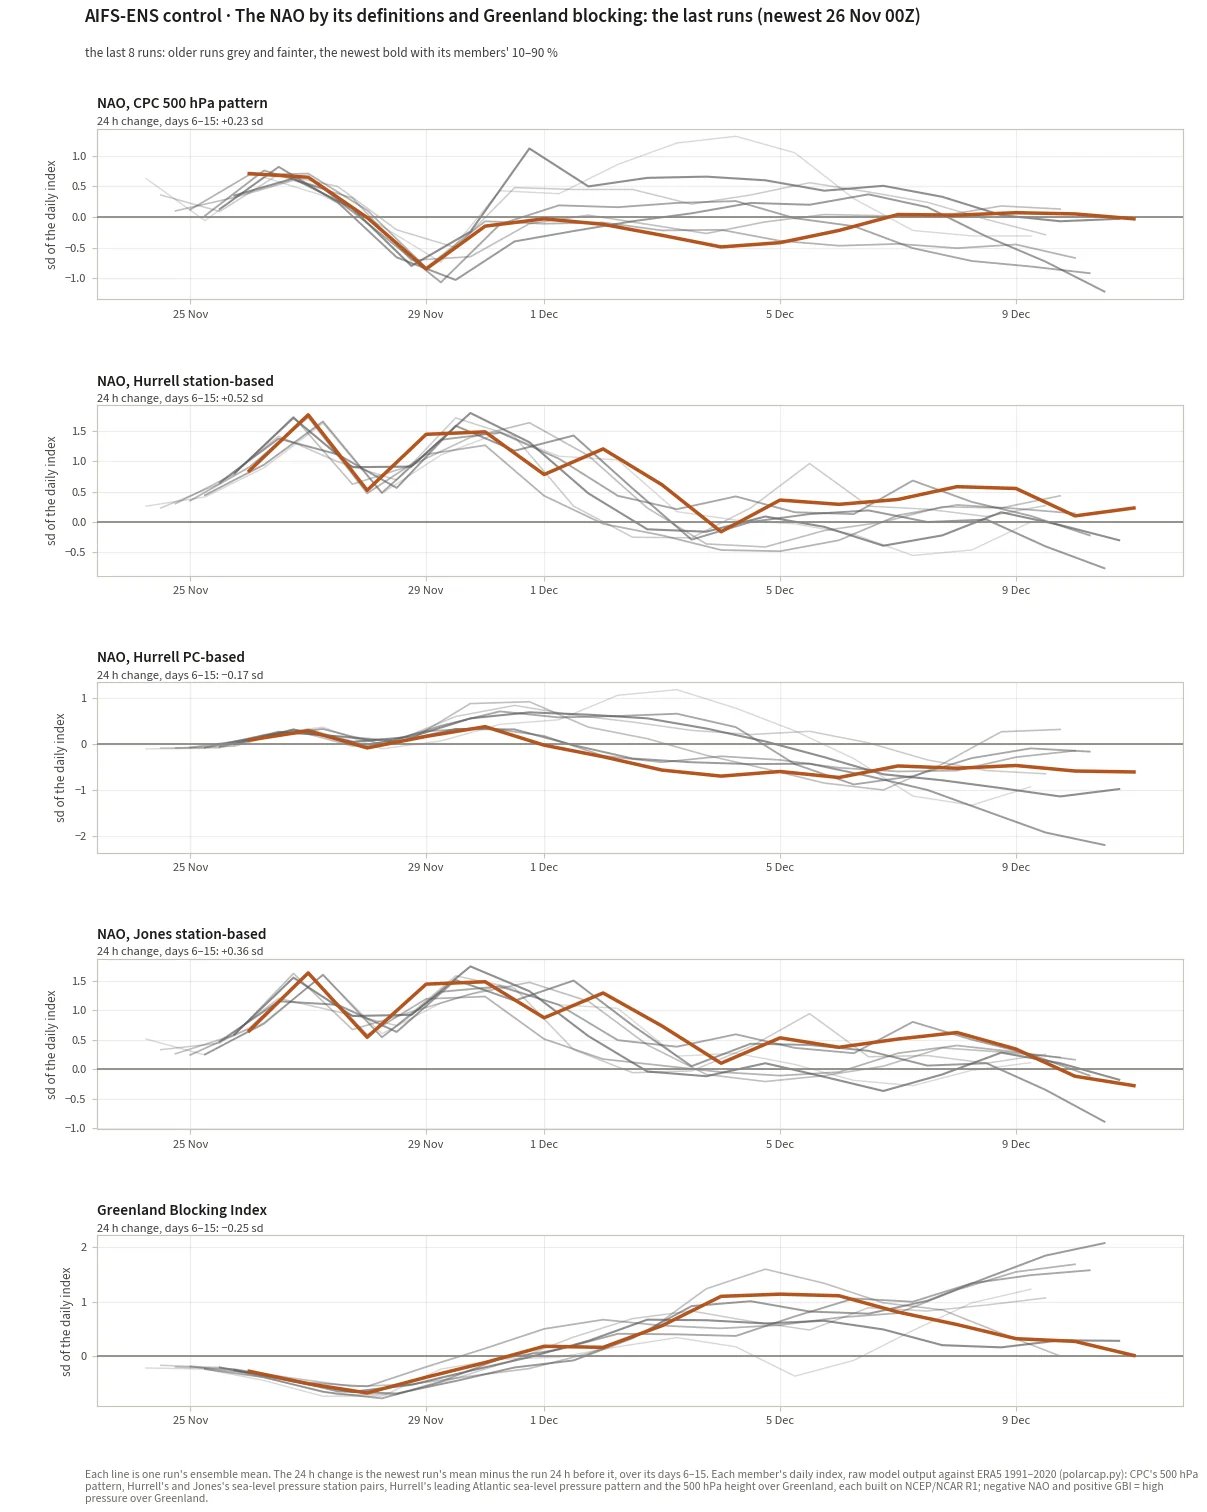 AIFS-ENS control · The NAO by its definitions and Greenland blocking: the last runs (newest 26 Nov 00Z)
the last 8 runs: older runs grey and fainter, the newest bold with its members' 10–90 %
NAO, CPC 500 hPa pattern
24 h change, days 6–15: +0.23 sd
sd of the daily index
1.0
0.5
0.0
−0.5
−1.0
25 Nov
29 Nov
1 Dec
5 Dec
9 Dec
NAO, Hurrell station-based
24 h change, days 6–15: +0.52 sd
sd of the daily index
1.5
1.0
0.5
0.0
−0.5
25 Nov
29 Nov
1 Dec
5 Dec
9 Dec
NAO, Hurrell PC-based
24 h change, days 6–15: −0.17 sd
sd of the daily index
1
0
−1
−2
25 Nov
29 Nov
1 Dec
5 Dec
9 Dec
NAO, Jones station-based
24 h change, days 6–15: +0.36 sd
sd of the daily index
1.5
1.0
0.5
0.0
−0.5
−1.0
25 Nov
29 Nov
1 Dec
5 Dec
9 Dec
Greenland Blocking Index
24 h change, days 6–15: −0.25 sd
sd of the daily index
2
1
0
25 Nov
29 Nov
1 Dec
5 Dec
9 Dec
Each line is one run's ensemble mean. The 24 h change is the newest run's mean minus the run 24 h before it, over its days 6–15. Each member's daily index, raw model output against ERA5 1991–2020 (polarcap.py): CPC's 500 hPa
pattern, Hurrell's and Jones's sea-level pressure station pairs, Hurrell's leading Atlantic sea-level pressure pattern and the 500 hPa height over Greenland, each built on NCEP/NCAR R1; negative NAO and positive GBI = high
pressure over Greenland.